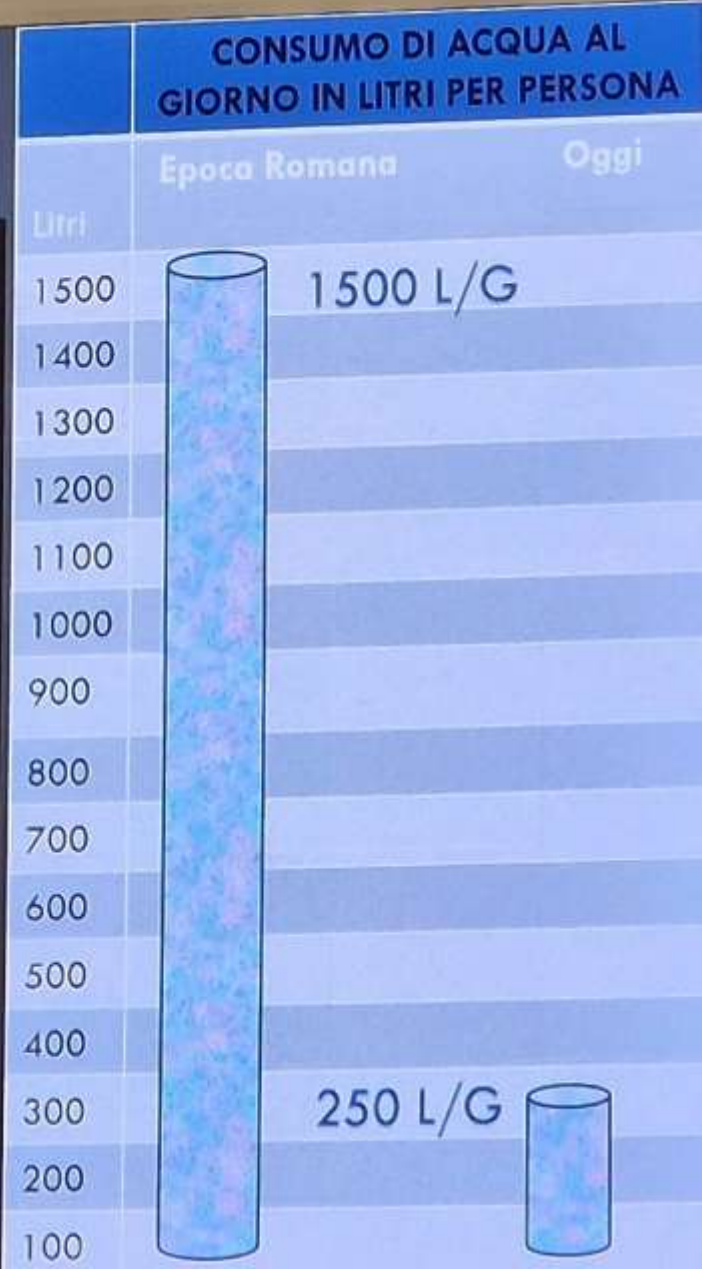 CONSUMO DI ACQUA AL
GIORNO IN LITRI PER PERSONA
Epoca Romana Oggi
Litri
1500 1500 L/G
1400
1300
1200
1100
1000
900
800
700
600
500
400
300 250 L/G
200
100